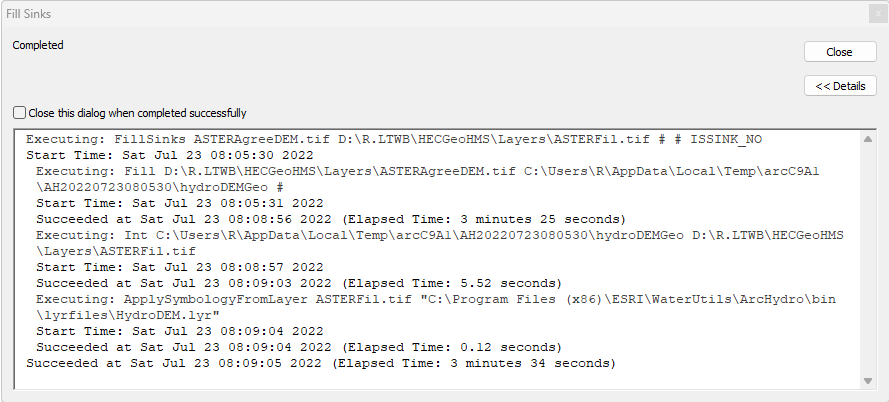 Fill Sinks
x
Completed
Close
<< Details
Close this dialog when completed successfully
Executing: FillSinks ASTERAgreeDEM.tif D:\R.LTWB\HECGeoHMS\Layers\ASTERFil.tif # # ISSINK_NO
Start Time: Sat Jul 23 08:05:30 2022
Executing: Fill D:\R.LTWB\HECGeoHMS\Layers\ASTERAgreeDEM.tif C:\Users\R\AppData\Local\Temp\arcC9A1
\AH20220723080530\hydroDEMGeo #
Start Time: Sat Jul 23 08:05:31 2022
Succeeded at Sat Jul 23 08:08:56 2022 (Elapsed Time: 3 minutes 25 seconds)
Executing: Int C:\Users\R\AppData\Local\Temp\arcC9A1\AH20220723080530\hydroDEMGeo D:\R.LTWB\HECGeoHMS
\Layers\ASTERFil.tif
Start Time: Sat Jul 23 08:08:57 2022
Succeeded at Sat Jul 23 08:09:03 2022 (Elapsed Time: 5.52 seconds)
Executing: ApplySymbologyFromLayer ASTERFil.tif "C:\Program Files (x86)\ESRI\WaterUtils\ArcHydro\bin
\lyrfiles\HydroDEM.lyr"
Start Time: Sat Jul 23 08:09:04 2022
Succeeded at Sat Jul 23 08:09:04 2022 (Elapsed Time: 0.12 seconds)
Succeeded at Sat Jul 23 08:09:05 2022 (Elapsed Time: 3 minutes 34 seconds)